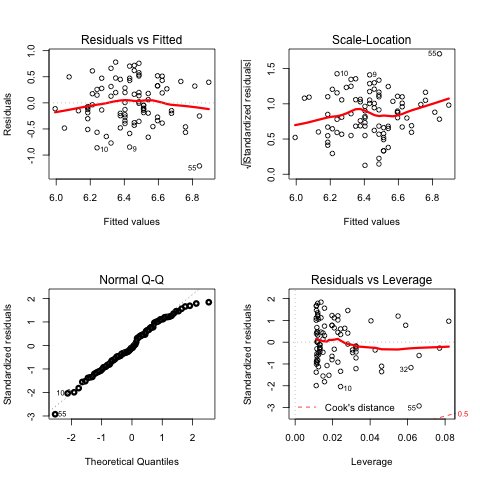 Residuals vs Fitted
Residuals
1.0
0.5
0.0
-1.0
10
9
55
6.0 6.2 6.4 6.6 6.8
Fitted values
Scale-Location
√|Standardized residuals|
1.5
1.0
0.5
0.0
10
9
55
6.0 6.2 6.4 6.6 6.8
Fitted values
Normal Q-Q
Standardized residuals
2
1
0
-1
-2
-3
10
55
-2 -1 0 1 2
Theoretical Quantiles
Residuals vs Leverage
Standardized residuals
2
1
0
-1
-2
-3
32
10
55
Cook's distance
0.5
0.00 0.02 0.04 0.06 0.08
Leverage